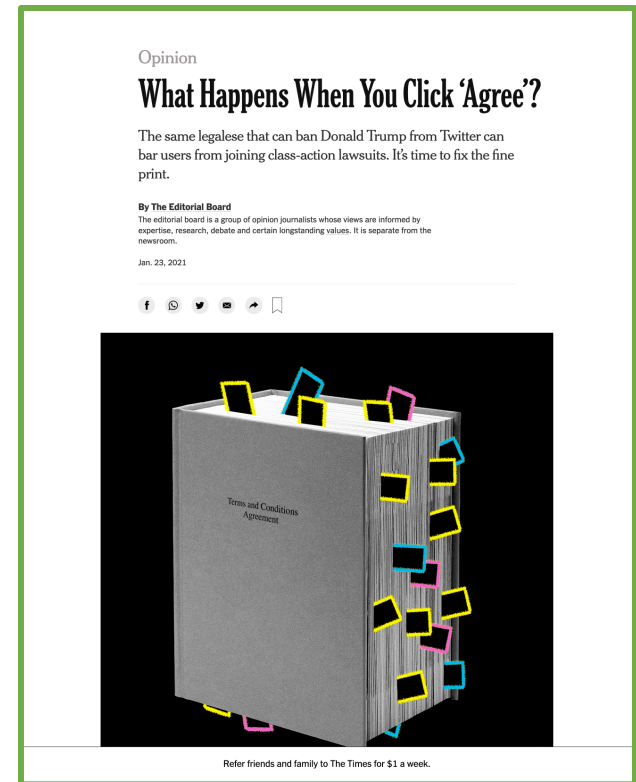 Opinion
What Happens When You Click ‘Agree’?
The same legalese that can ban Donald Trump from Twitter can
bar users from joining class-action lawsuits. It’s time to fix the fine
print.
By The Editorial Board
The editorial board is a group of opinion journalists whose views are informed by
expertise, research, debate and certain longstanding values. It is separate from the
newsroom.
Jan. 23, 2021
Terms and Conditions
Agreement
Refer friends and family to The Times for $1 a week.